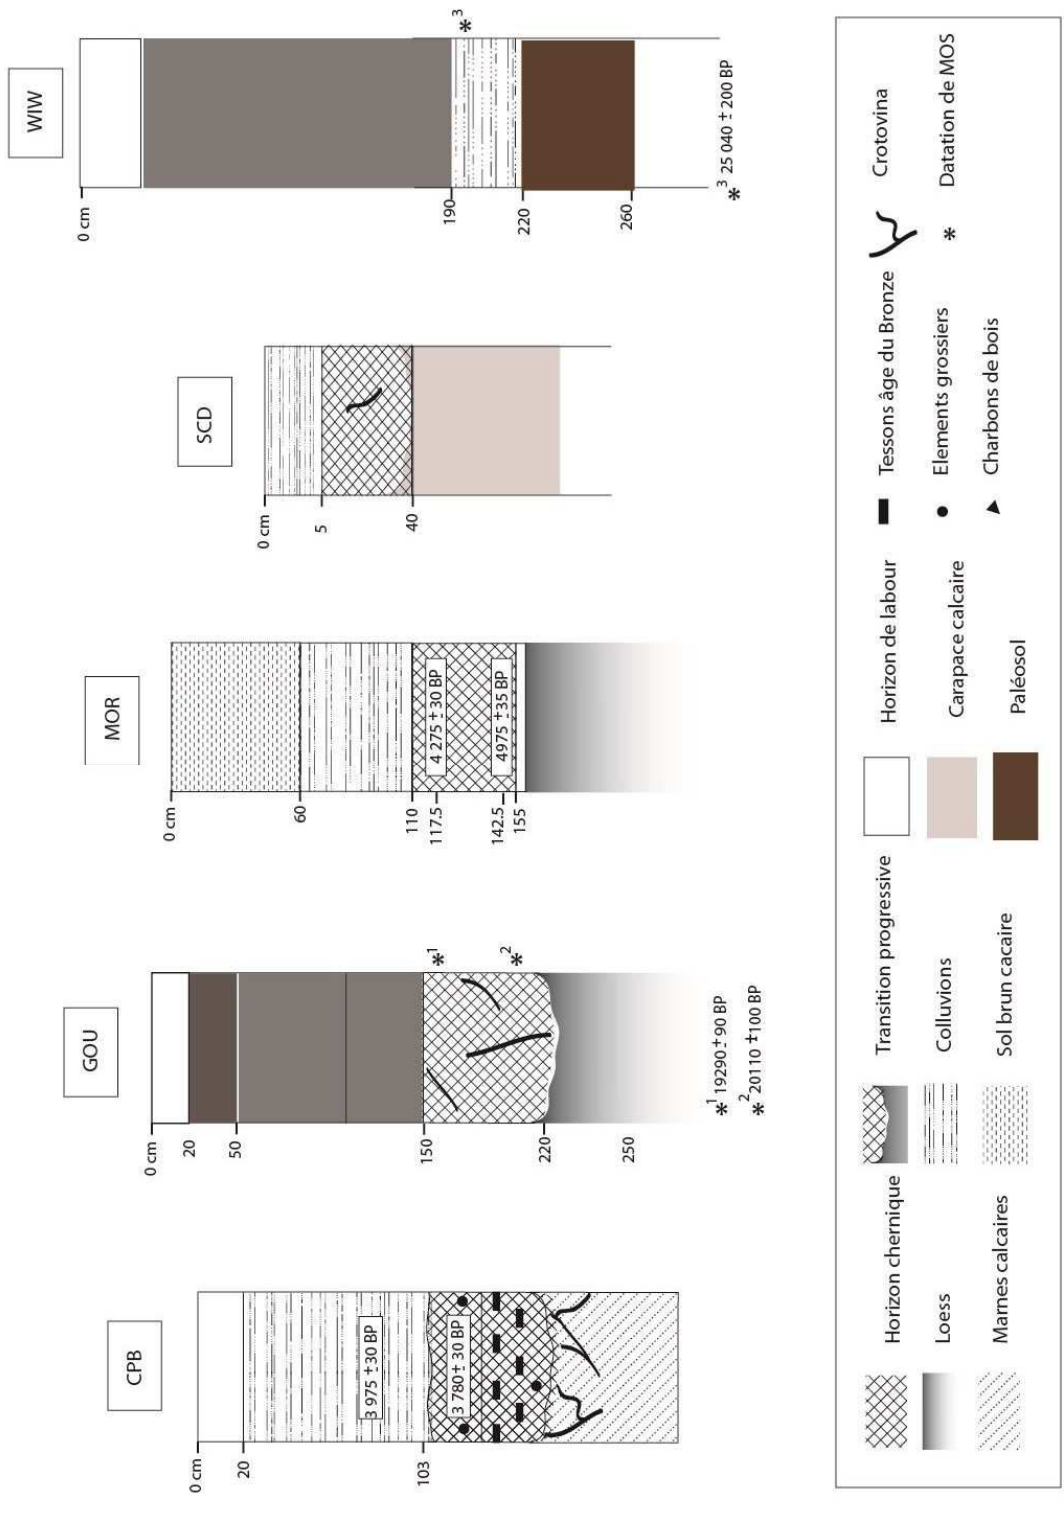 CPB
0 cm
20
103
3 975 ± 30 BP
3 780 ± 30 BP
GOU
0 cm
20
50
150
220
250
*1
*2
*1 19290 ± 90 BP
*2 20110 ±100 BP
MOR
0 cm
60
110
117.5
142.5
155
4 275 ± 30 BP
4975 ± 35 BP
SCD
0 cm
5
40
WIW
0 cm
190
220
260
*3
*3 25 040 ± 200 BP
Horizon chernique
Loess
Marnes calcaires
Transition progressive
Colluvions
Sol brun cacaire
Horizon de labour
Carapace calcaire
Paléosol
Tessons âge du Bronze
Elements grossiers
Charbons de bois
Crotovina
* Datation de MOS